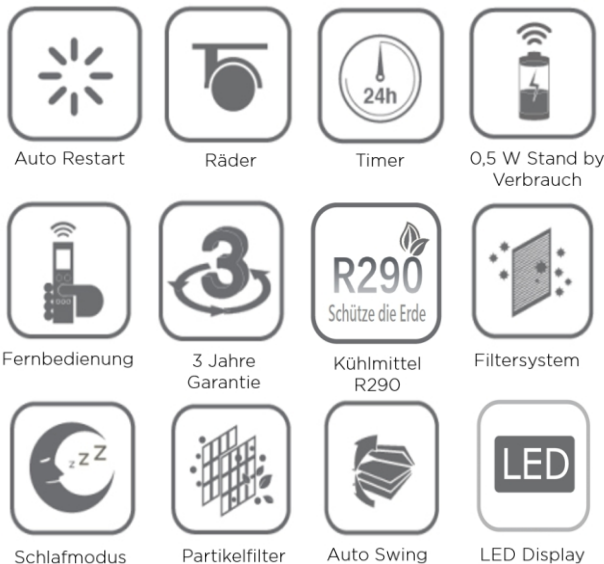 24h
Auto Restart
Räder
Timer
0,5 W Stand by
Verbrauch
3
R290
Schütze die Erde
Fernbedienung
3 Jahre
Garantie
Kühlmittel
R290
Filtersystem
z z Z
LED
Schlafmodus
Partikelfilter
Auto Swing
LED Display